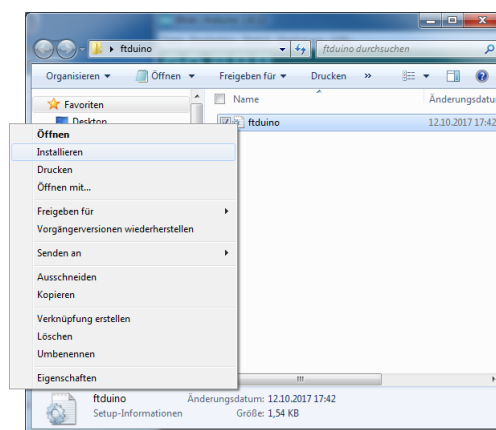 ftduino
ftduino durchsuchen
Organisieren Öffnen Freigeben für Drucken »
Favoriten
Desktop
Name Änderungsdatu
ftduino 12.10.2017 17:42
Öffnen
Installieren
Drucken
Öffnen mit...
Freigeben für
Vorgängerversionen wiederherstellen
Senden an
Ausschneiden
Kopieren
Verknüpfung erstellen
Löschen
Umbenennen
Eigenschaften
ftduino Änderungsdatum: 12.10.2017 17:42
Setup-Informationen Größe: 1,54 KB